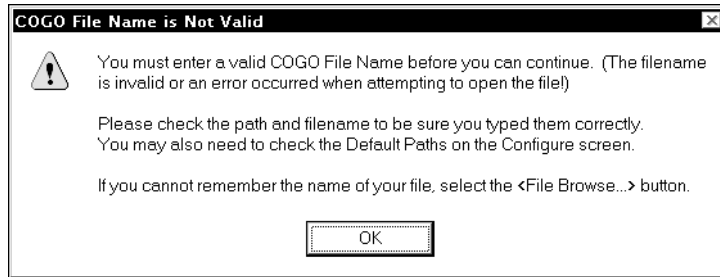 COGO File Name is Not Valid
You must enter a valid COGO File Name before you can continue. (The filename
is invalid or an error occurred when attempting to open the file!)
Please check the path and filename to be sure you typed them correctly.
You may also need to check the Default Paths on the Configure screen.
If you cannot remember the name of your file, select the <File Browse...> button.
OK